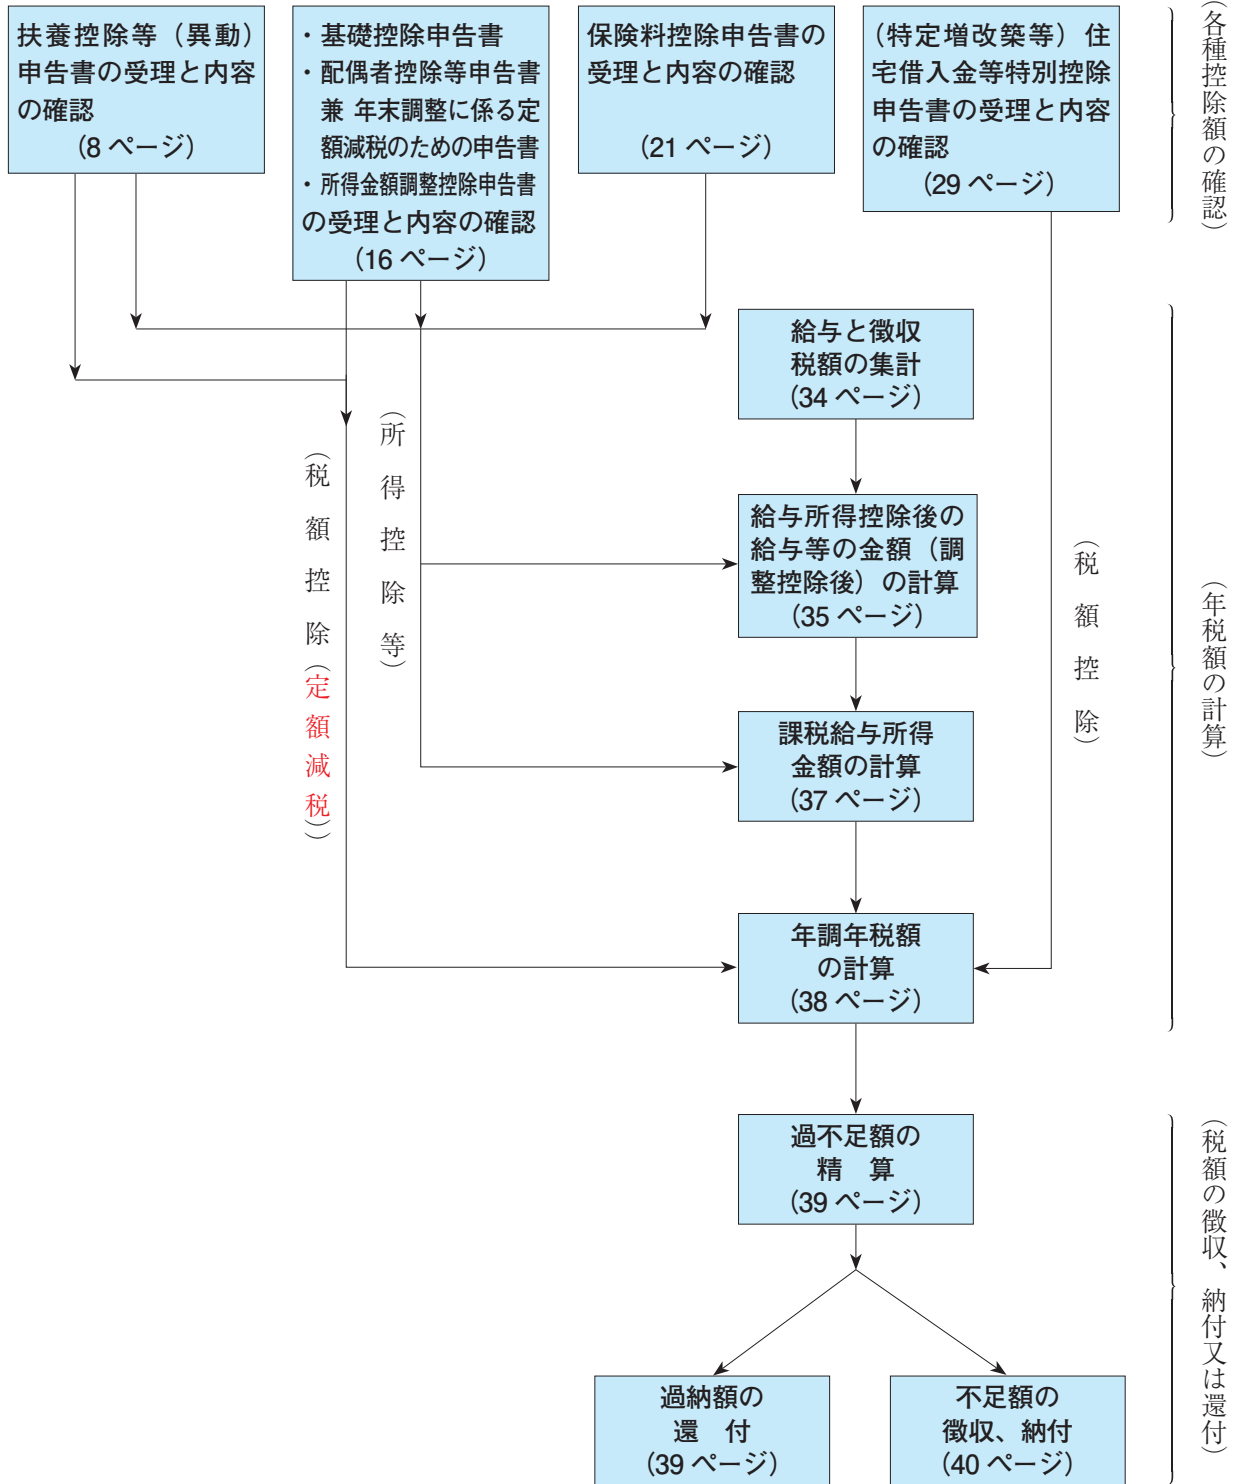 扶養控除等（異動）
申告書の受理と内容
の確認
（8 ページ）
・基礎控除申告書
・配偶者控除等申告書
兼 年末調整に係る定
額減税のための申告書
・所得金額調整控除申告書
の受理と内容の確認
（16 ページ）
保険料控除申告書の
受理と内容の確認
（21 ページ）
（特定増改築等）住
宅借入金等特別控除
申告書の受理と内容
の確認
（29 ページ）
（各種控除額の確認）
給与と徴収
税額の集計
（34 ページ）
（税額控除（定額減税））
（所得控除等）
給与所得控除後の
給与等の金額（調
整控除後）の計算
（35 ページ）
（税額控除）
（年税額の計算）
課税給与所得
金額の計算
（37 ページ）
年調年税額
の計算
（38 ページ）
過不足額の
精　算
（39 ページ）
（税額の徴収、納付又は還付）
過納額の
還　付
（39 ページ）
不足額の
徴収、納付
（40 ページ）